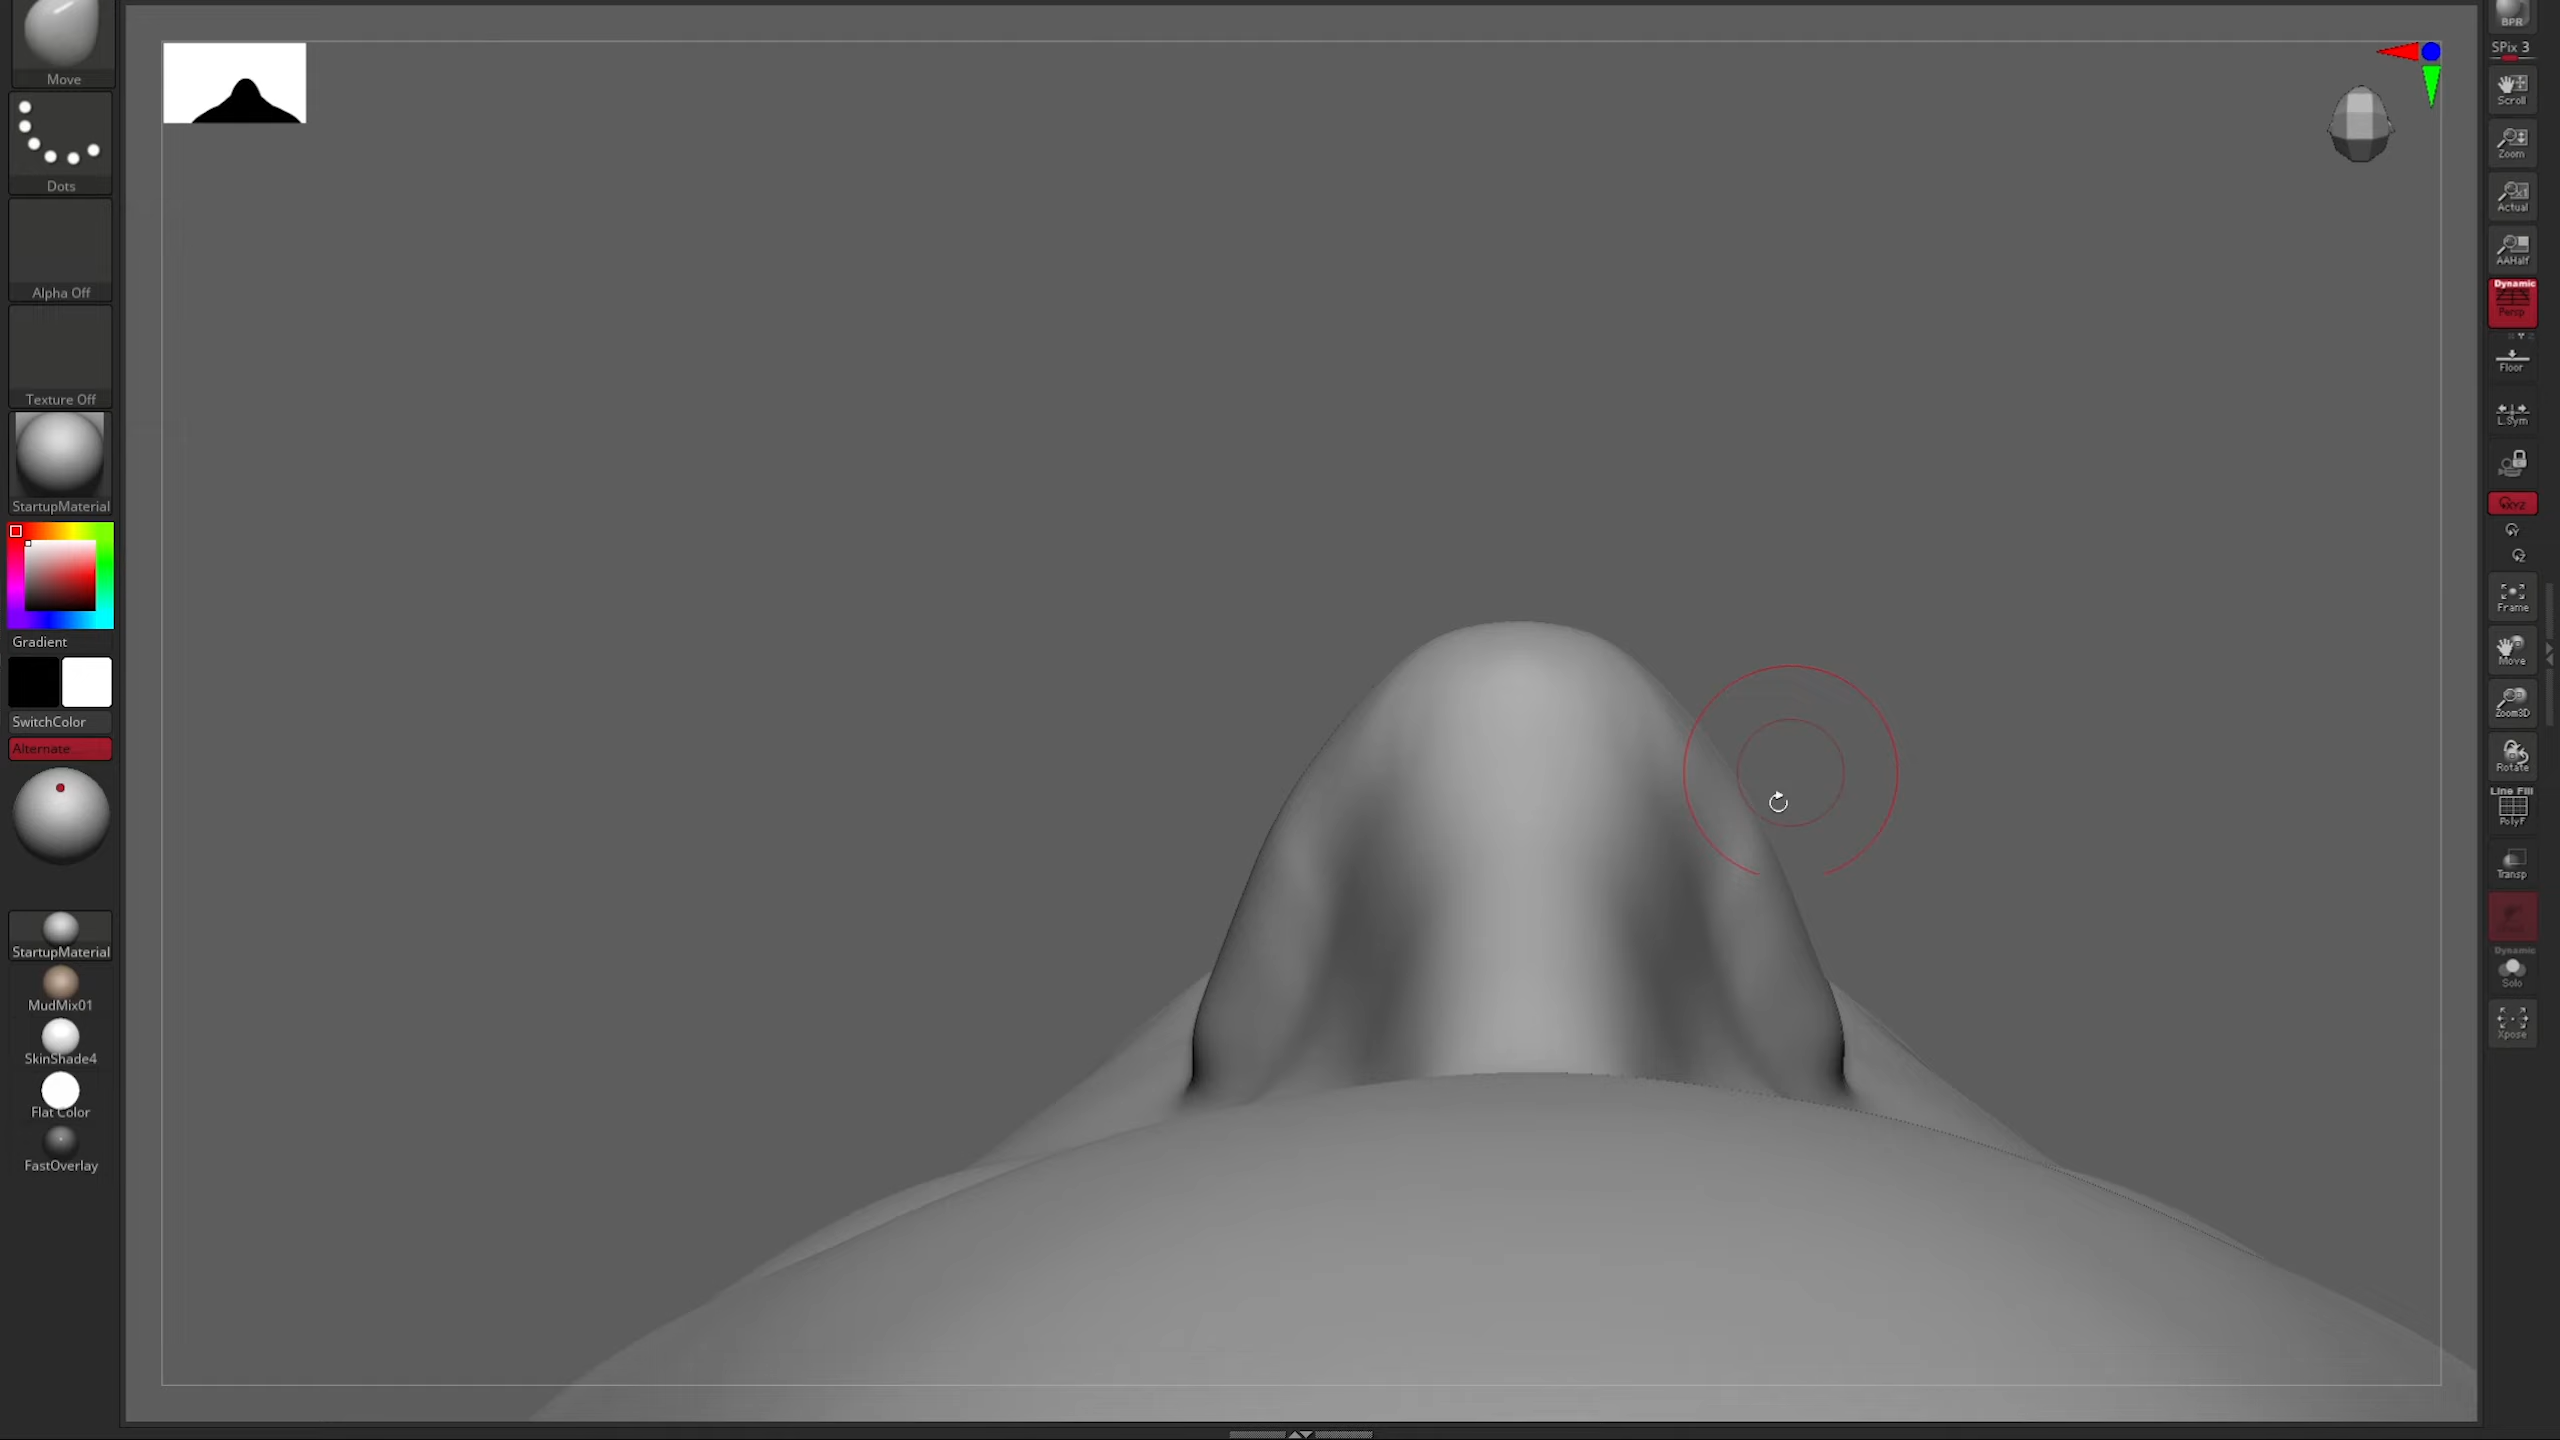 Move
Dots
Alpha Off
Texture Off
StartupMaterial
Gradient
SwitchColor
Alternate
StartupMaterial
MudMix01
SkinShade4
Flat Color
FastOverlay
BPR
SPix 3
Scroll
Zoom
Actual
AAHalf
Dynamic
Persp
Floor
L.Sym
XYZ
Y
Z
Frame
Move
Zoom3D
Rotate
Line Fill
PolyF
Transp
Dynamic
Solo
Xpose